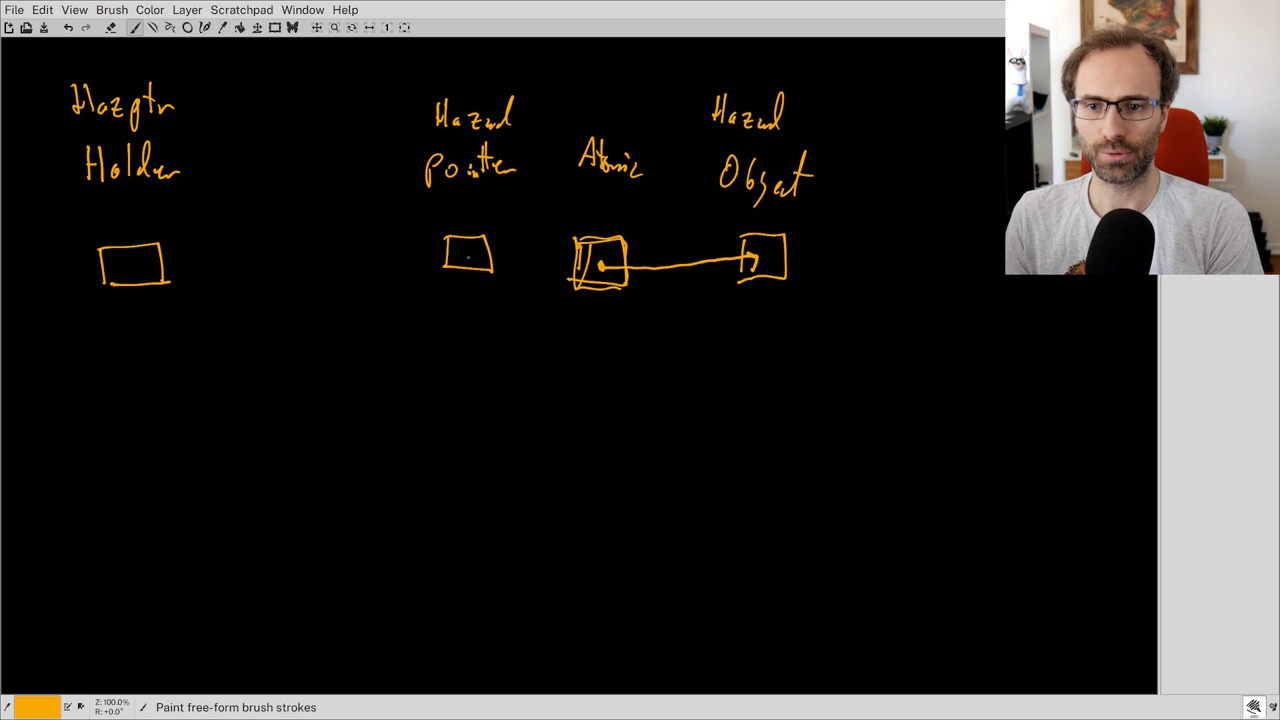 File Edit View Brush Color Layer Scratchpad Window Help
Hazptr
Holder
Hazard
Pointer
Atomic
Hazard
Object
Z: 100.0%
R: +0.0°
Paint free-form brush strokes